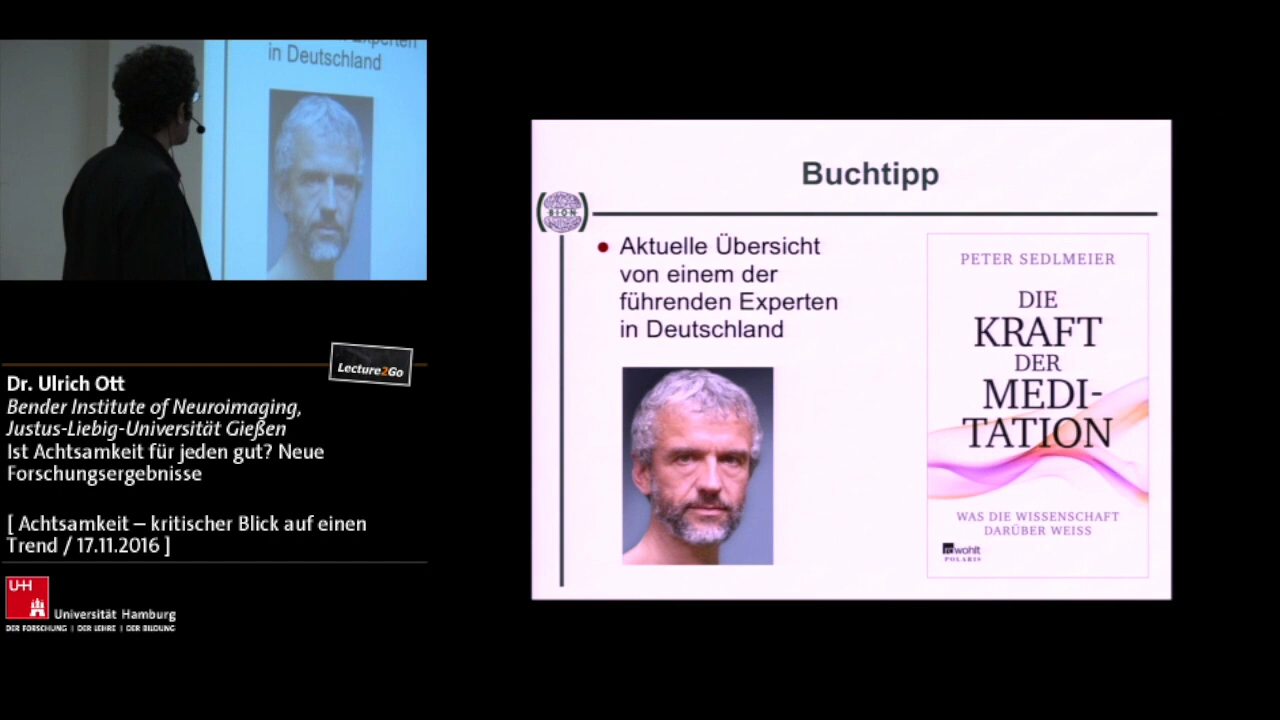 Experten
in Deutschland
Lecture2Go
Dr. Ulrich Ott
Bender Institute of Neuroimaging,
Justus-Liebig-Universität Gießen
Ist Achtsamkeit für jeden gut? Neue
Forschungsergebnisse
[ Achtsamkeit – kritischer Blick auf einen
Trend / 17.11.2016 ]
UHH
Universität Hamburg
DER FORSCHUNG | DER LEHRE | DER BILDUNG
Buchtipp
BION
Aktuelle Übersicht
von einem der
führenden Experten
in Deutschland
PETER SEDLMEIER
DIE
KRAFT
DER
MEDI-
TATION
WAS DIE WISSENSCHAFT
DARÜBER WEISS
rowohlt
POLARIS